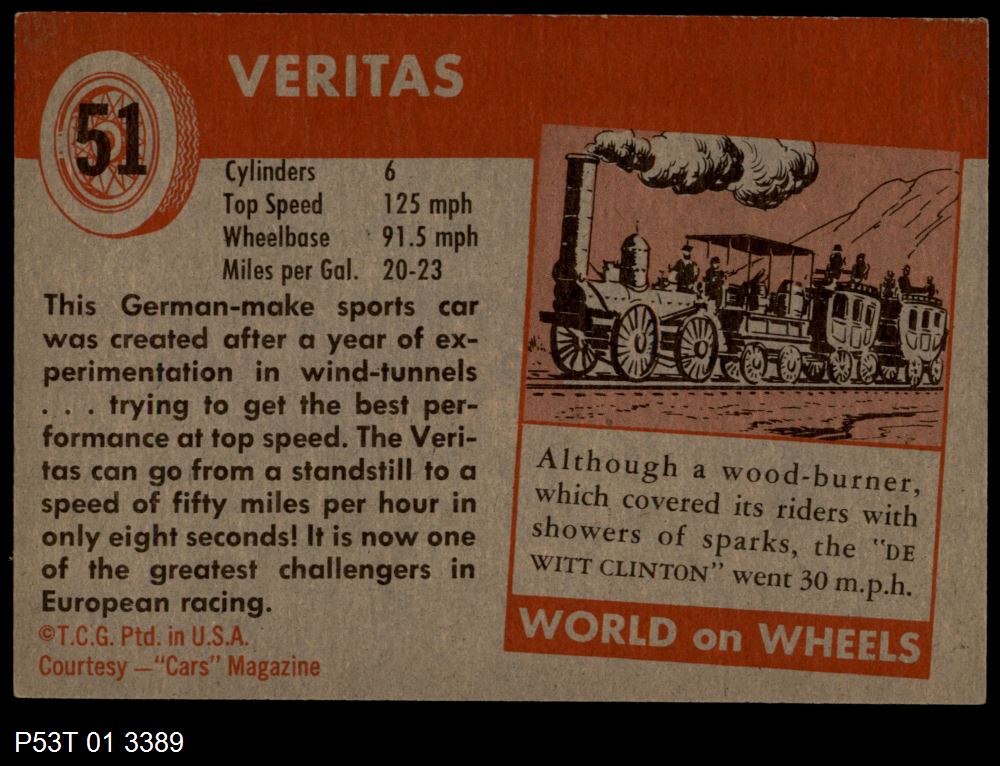 51
VERITAS
Cylinders 6
Top Speed 125 mph
Wheelbase 91.5 mph
Miles per Gal. 20-23
This German-make sports car
was created after a year of ex-
perimentation in wind-tunnels
. . . trying to get the best per-
formance at top speed. The Veri-
tas can go from a standstill to a
speed of fifty miles per hour in
only eight seconds! It is now one
of the greatest challengers in
European racing.
©T.C.G. Ptd. in U.S.A.
Courtesy —"Cars" Magazine
Although a wood-burner,
which covered its riders with
showers of sparks, the "DE
WITT CLINTON" went 30 m.p.h.
WORLD on WHEELS
P53T 01 3389